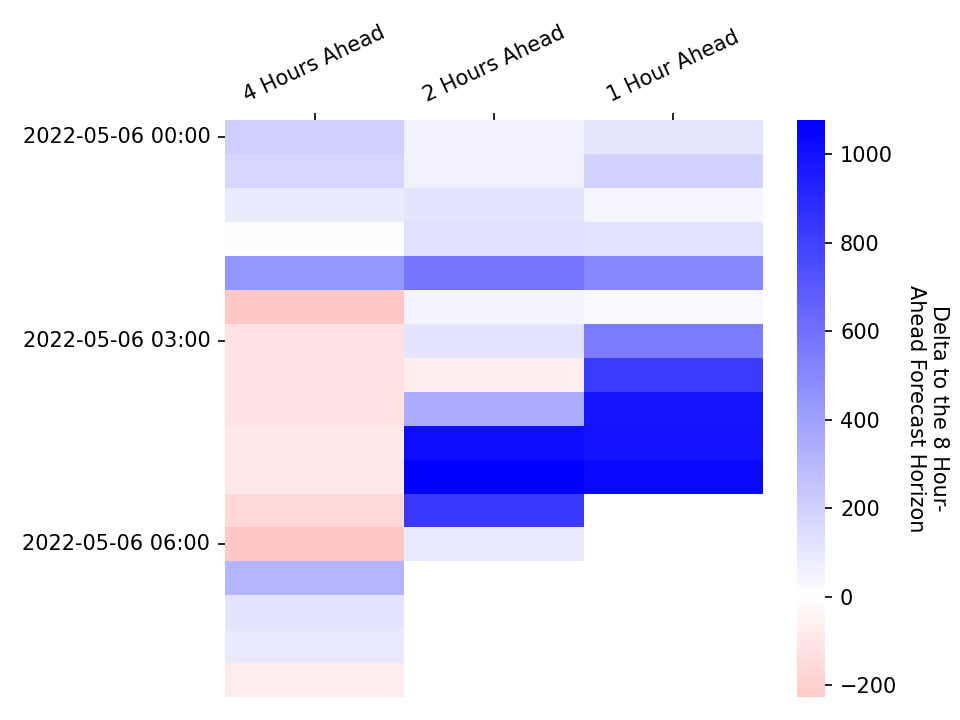 4 Hours Ahead
2 Hours Ahead
1 Hour Ahead
2022-05-06 00:00
2022-05-06 03:00
2022-05-06 06:00
1000
800
600
400
200
0
−200
Delta to the 8 Hour-
Ahead Forecast Horizon